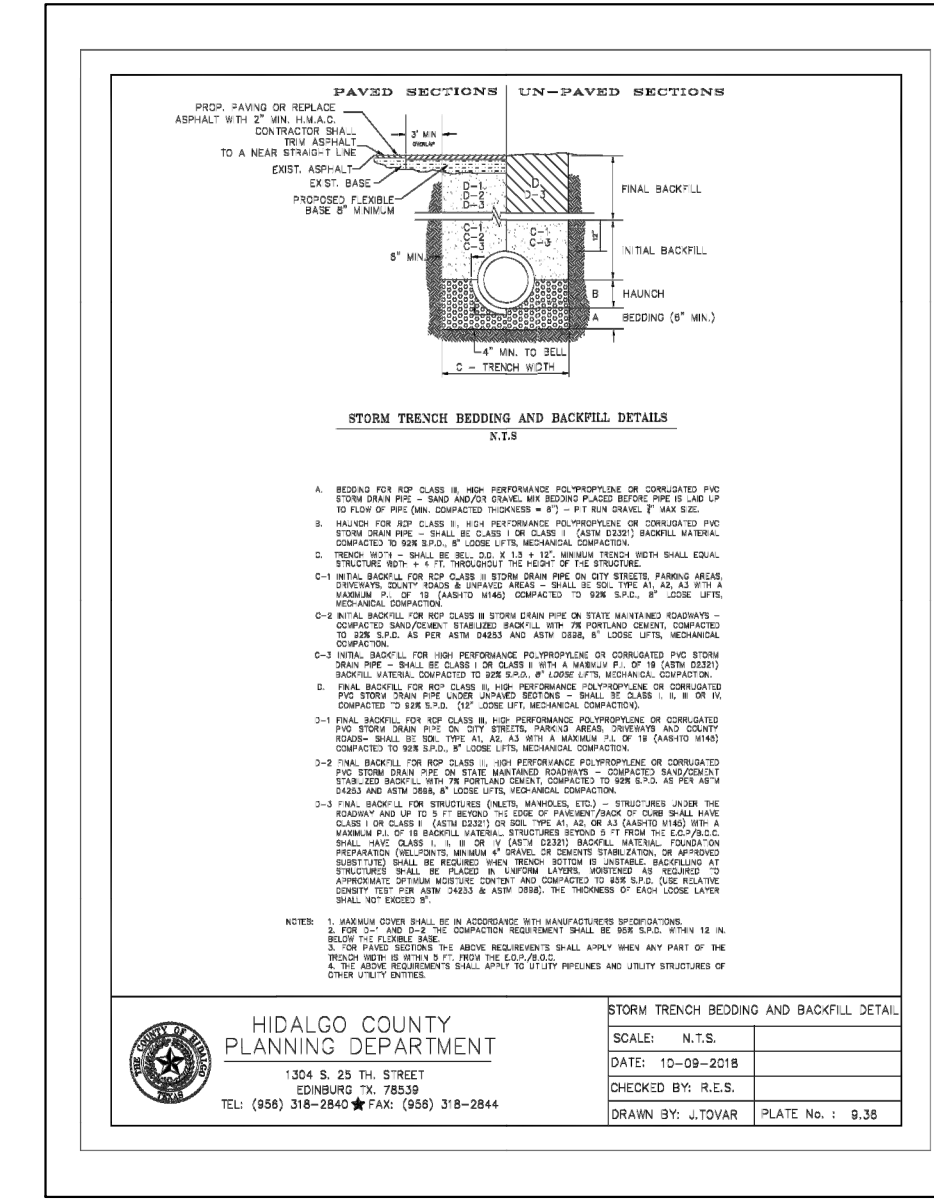 PAVED SECTIONS
UN-PAVED SECTIONS
PROP. PAVING OR REPLACE
ASPHALT WITH 2" MIN. H.M.A.C.
CONTRACTOR SHALL
TRIM ASPHALT
TO A NEAR STRAIGHT LINE
EXIST. ASPHALT
EXIST. BASE
PROPOSED FLEXIBLE
BASE 8" MINIMUM
3' MIN
OVERLAP
D-1
D-2
D-3
D
D-3
FINAL BACKFILL
C-1
C-2
C-3
C-1
C-3
12"
INITIAL BACKFILL
6" MIN.
B HAUNCH
A BEDDING (6" MIN.)
4" MIN. TO BELL
C - TRENCH WIDTH
STORM TRENCH BEDDING AND BACKFILL DETAILS
N.T.S
A. BEDDING FOR RCP CLASS III, HIGH PERFORMANCE POLYPROPYLENE OR CORRUGATED PVC
STORM DRAIN PIPE - SAND AND/OR GRAVEL MIX BEDDING PLACED BEFORE PIPE IS LAID UP
TO FLOW OF PIPE (MIN. COMPACTED THICKNESS = 6") - PIT RUN GRAVEL MAX SIZE.
B. HAUNCH FOR RCP CLASS III, HIGH PERFORMANCE POLYPROPYLENE OR CORRUGATED PVC
STORM DRAIN PIPE - SHALL BE CLASS I OR CLASS II (ASTM D2321) BACKFILL MATERIAL
COMPACTED TO 92% S.P.D., 8" LOOSE LIFTS, MECHANICAL COMPACTION.
C. TRENCH WIDTH - SHALL BE BELL O.D. X 1.5 + 12". MINIMUM TRENCH WIDTH SHALL EQUAL
STRUCTURE WIDTH + 4 FT. THROUGHOUT THE HEIGHT OF THE STRUCTURE.
C-1 INITIAL BACKFILL FOR RCP CLASS III STORM DRAIN PIPE ON CITY STREETS, PARKING AREAS,
DRIVEWAYS, COUNTY ROADS & UNPAVED AREAS - SHALL BE SOIL TYPE A1, A2, A3 WITH A
MAXIMUM P.I. OF 19 (AASHTO M145) COMPACTED TO 92% S.P.D., 8" LOOSE LIFTS,
MECHANICAL COMPACTION.
C-2 INITIAL BACKFILL FOR RCP CLASS III STORM DRAIN PIPE ON STATE MAINTAINED ROADWAYS -
COMPACTED SAND/CEMENT STABILIZED BACKFILL WITH 7% PORTLAND CEMENT, COMPACTED
TO 92% S.P.D. AS PER ASTM D4253 AND ASTM D698, 8" LOOSE LIFTS, MECHANICAL
COMPACTION.
C-3 INITIAL BACKFILL FOR HIGH PERFORMANCE POLYPROPYLENE OR CORRUGATED PVC STORM
DRAIN PIPE - SHALL BE CLASS I OR CLASS II WITH A MAXIMUM P.I. OF 19 (ASTM D2321)
BACKFILL MATERIAL COMPACTED TO 92% S.P.D., 8" LOOSE LIFTS, MECHANICAL COMPACTION.
D. FINAL BACKFILL FOR RCP CLASS III, HIGH PERFORMANCE POLYPROPYLENE OR CORRUGATED
PVC STORM DRAIN PIPE UNDER UNPAVED SECTIONS - SHALL BE CLASS I, II, III OR IV,
COMPACTED TO 92% S.P.D. (12" LOOSE LIFT, MECHANICAL COMPACTION).
D-1 FINAL BACKFILL FOR RCP CLASS III, HIGH PERFORMANCE POLYPROPYLENE OR CORRUGATED
PVC STORM DRAIN PIPE ON CITY STREETS, PARKING AREAS, DRIVEWAYS AND COUNTY
ROADS- SHALL BE SOIL TYPE A1, A2, A3 WITH A MAXIMUM P.I. OF 19 (AASHTO M145)
COMPACTED TO 92% S.P.D., 8" LOOSE LIFTS, MECHANICAL COMPACTION.
D-2 FINAL BACKFILL FOR RCP CLASS III, HIGH PERFORMANCE POLYPROPYLENE OR CORRUGATED
PVC STORM DRAIN PIPE ON STATE MAINTAINED ROADWAYS - COMPACTED SAND/CEMENT
STABILIZED BACKFILL WITH 7% PORTLAND CEMENT, COMPACTED TO 92% S.P.D. AS PER ASTM
D4253 AND ASTM D698, 8" LOOSE LIFTS, MECHANICAL COMPACTION.
D-3 FINAL BACKFILL FOR STRUCTURES (INLETS, MANHOLES, ETC.) - STRUCTURES UNDER THE
ROADWAY AND UP TO 5 FT BEYOND THE EDGE OF PAVEMENT/BACK OF CURB SHALL HAVE
CLASS I OR CLASS II (ASTM D2321) OR SOIL TYPE A1, A2, OR A3 (AASHTO M145) WITH A
MAXIMUM P.I. OF 19 BACKFILL MATERIAL. STRUCTURES BEYOND 5 FT FROM THE E.O.P./B.O.C.
SHALL HAVE CLASS I, II, III OR IV (ASTM D2321) BACKFILL MATERIAL. FOUNDATION
PREPARATION (WELLPOINTS, MINIMUM 4" GRAVEL OR CEMENTS STABILIZATION, OR APPROVED
SUBSTITUTE) SHALL BE REQUIRED WHEN TRENCH BOTTOM IS UNSTABLE. BACKFILLING AT
STRUCTURES SHALL BE PLACED IN UNIFORM LAYERS, MOISTENED AS REQUIRED TO
APPROXIMATE OPTIMUM MOISTURE CONTENT AND COMPACTED TO 95% S.P.D. (USE RELATIVE
DENSITY TEST PER ASTM D4253 & ASTM D698). THE THICKNESS OF EACH LOOSE LAYER
SHALL NOT EXCEED 8".
NOTES: 1. MAXIMUM COVER SHALL BE IN ACCORDANCE WITH MANUFACTURERS SPECIFICATIONS.
2. FOR D-1 AND D-2 THE COMPACTION REQUIREMENT SHALL BE 95% S.P.D. WITHIN 12 IN.
BELOW THE FLEXIBLE BASE.
3. FOR PAVED SECTIONS THE ABOVE REQUIREMENTS SHALL APPLY WHEN ANY PART OF THE
TRENCH WIDTH IS WITHIN 5 FT. FROM THE E.O.P./B.O.C.
4. THE ABOVE REQUIREMENTS SHALL APPLY TO UTILITY PIPELINES AND UTILITY STRUCTURES OF
OTHER UTILITY ENTITIES.
THE COUNTY OF HIDALGO
TEXAS
HIDALGO COUNTY
PLANNING DEPARTMENT
1304 S. 25 TH. STREET
EDINBURG TX. 78539
TEL: (956) 318-2840 ★ FAX: (956) 318-2844
STORM TRENCH BEDDING AND BACKFILL DETAIL
SCALE: N.T.S.
DATE: 10-09-2018
CHECKED BY: R.E.S.
DRAWN BY: J.TOVAR
PLATE No. : 9.38